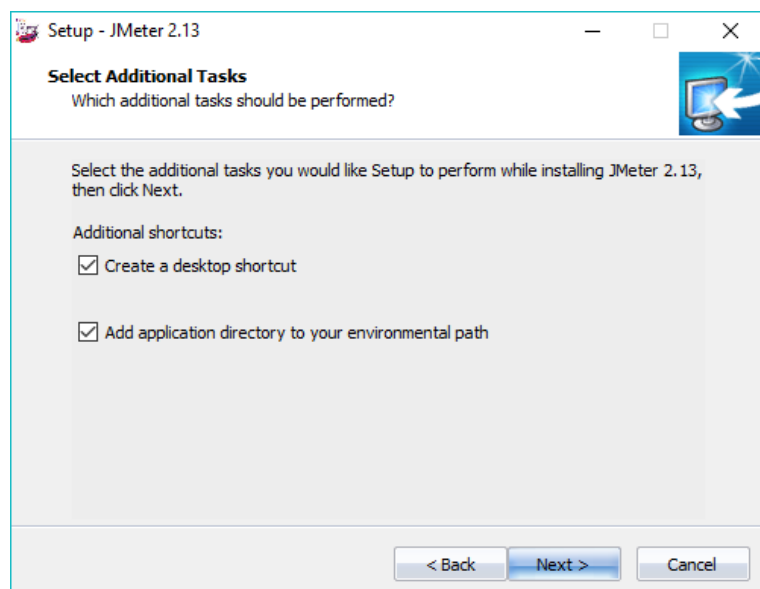 Setup - JMeter 2.13
Select Additional Tasks
Which additional tasks should be performed?
Select the additional tasks you would like Setup to perform while installing JMeter 2.13,
then click Next.
Additional shortcuts:
Create a desktop shortcut
Add application directory to your environmental path
< Back
Next >
Cancel